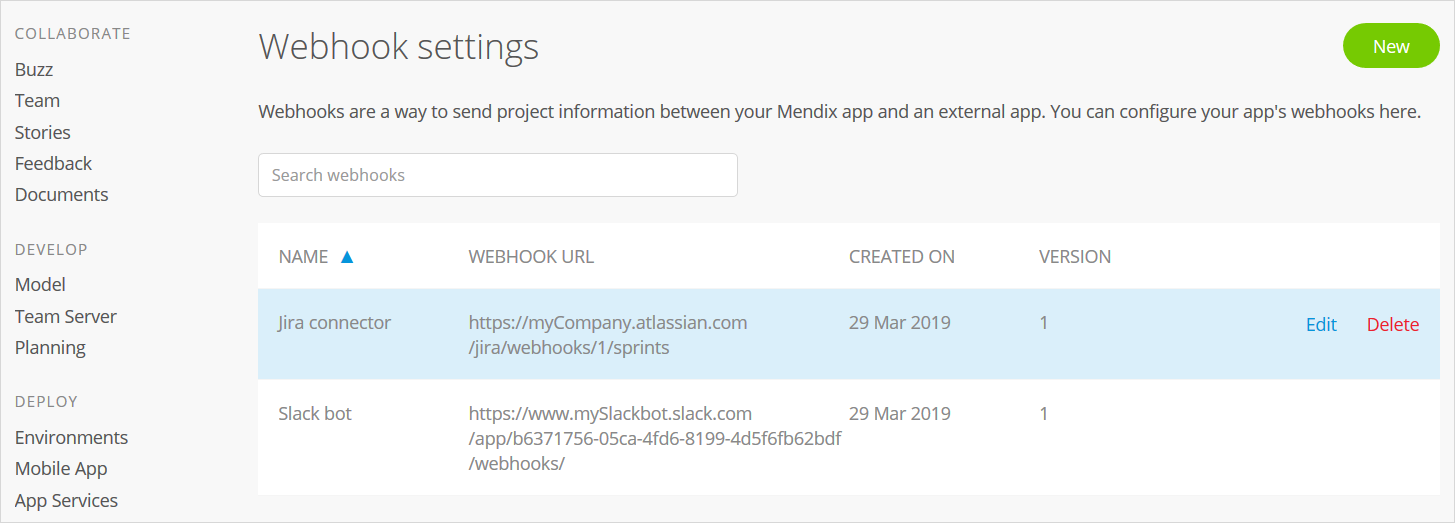 COLLABORATE
Buzz
Team
Stories
Feedback
Documents
DEVELOP
Model
Team Server
Planning
DEPLOY
Environments
Mobile App
App Services
Webhook settings
New
Webhooks are a way to send project information between your Mendix app and an external app. You can configure your app's webhooks here.
Search webhooks
NAME WEBHOOK URL CREATED ON VERSION
Jira connector https://myCompany.atlassian.com 29 Mar 2019 1 Edit Delete
/jira/webhooks/1/sprints
Slack bot https://www.mySlackbot.slack.com 29 Mar 2019 1
/app/b6371756-05ca-4fd6-8199-4d5f6fb62bdf
/webhooks/